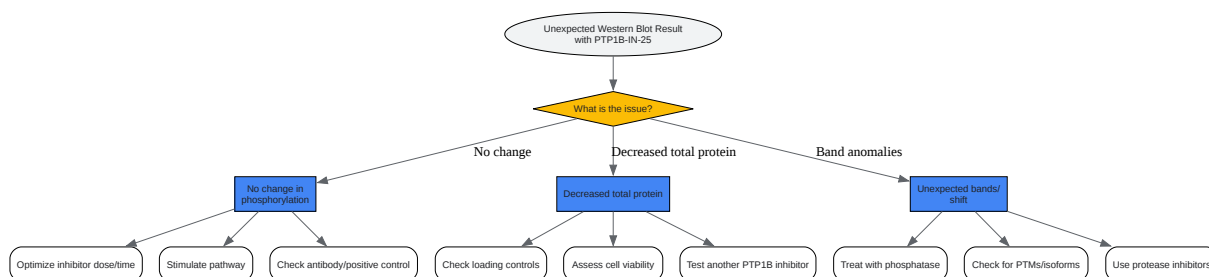 Unexpected Western Blot Result
with PTP1B-IN-25
What is the issue?
No change
Decreased total protein
Band anomalies
No change in
phosphorylation
Decreased total protein
Unexpected bands/
shift
Optimize inhibitor dose/time
Stimulate pathway
Check antibody/positive control
Check loading controls
Assess cell viability
Test another PTP1B inhibitor
Treat with phosphatase
Check for PTMs/isoforms
Use protease inhibitors